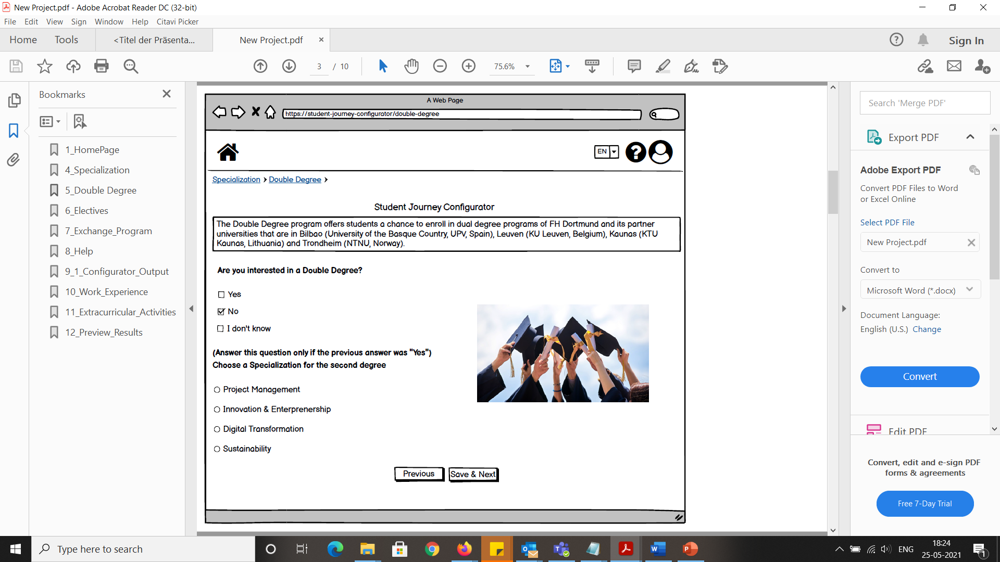 New Project.pdf - Adobe Acrobat Reader DC (32-bit)
File Edit View Sign Window Help Citavi Picker
Home Tools <Titel der Präsenta... New Project.pdf Sign In
3 / 10 75.6%
Bookmarks
1_HomePage
4_Specialization
5_Double Degree
6_Electives
7_Exchange_Program
8_Help
9_1_Configurator_Output
10_Work_Experience
11_Extracurricular_Activities
12_Preview_Results
A Web Page
https://student-journey-configurator/double-degree
EN
Specialization Double Degree
Student Journey Configurator
The Double Degree program offers students a chance to enroll in dual degree programs of FH Dortmund and its partner
universities that are in Bilbao (University of the Basque Country, UPV, Spain), Leuven (KU Leuven, Belgium), Kaunas (KTU
Kaunas, Lithuania) and Trondheim (NTNU, Norway).
Are you interested in a Double Degree?
Yes
No
I don't know
(Answer this question only if the previous answer was "Yes")
Choose a Specialization for the second degree
Project Management
Innovation & Enterprenership
Digital Transformation
Sustainability
Previous Save & Next
Search 'Merge PDF'
Export PDF
Adobe Export PDF
Convert PDF Files to Word
or Excel Online
Select PDF File
New Project.pdf
Convert to
Microsoft Word (*.docx)
Document Language:
English (U.S.) Change
Convert
Edit PDF
Convert, edit and e-sign PDF
forms & agreements
Free 7-Day Trial
Type here to search
ENG
18:24
25-05-2021
1